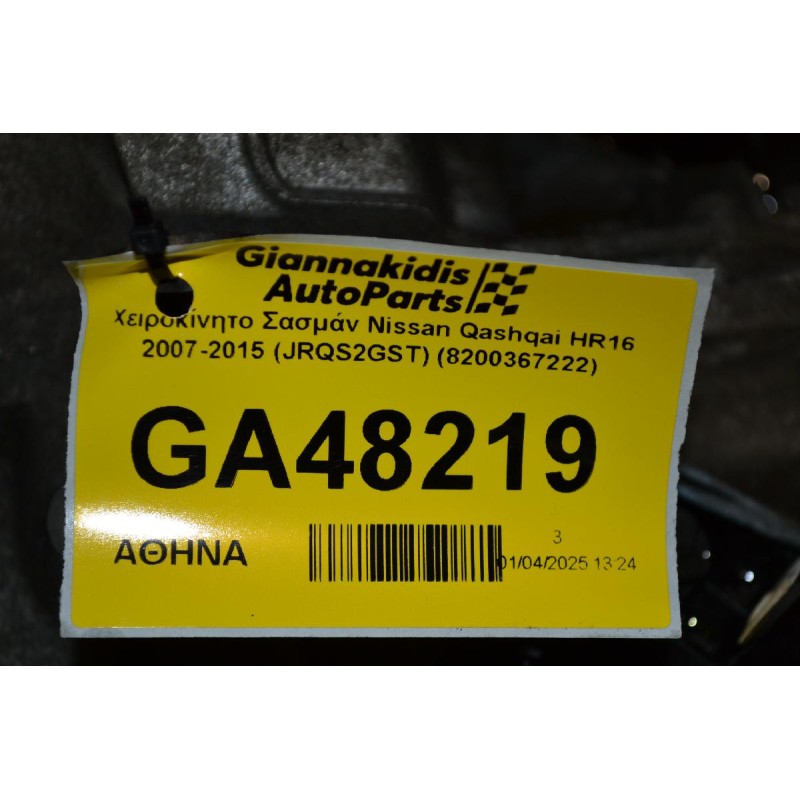 Giannakidis
AutoParts
Χειροκίνητο Σασμάν Nissan Qashqai HR16
2007-2015 (JRQS2GST) (8200367222)
GA48219
ΑΘΗΝΑ
3
01/04/2025 13:24